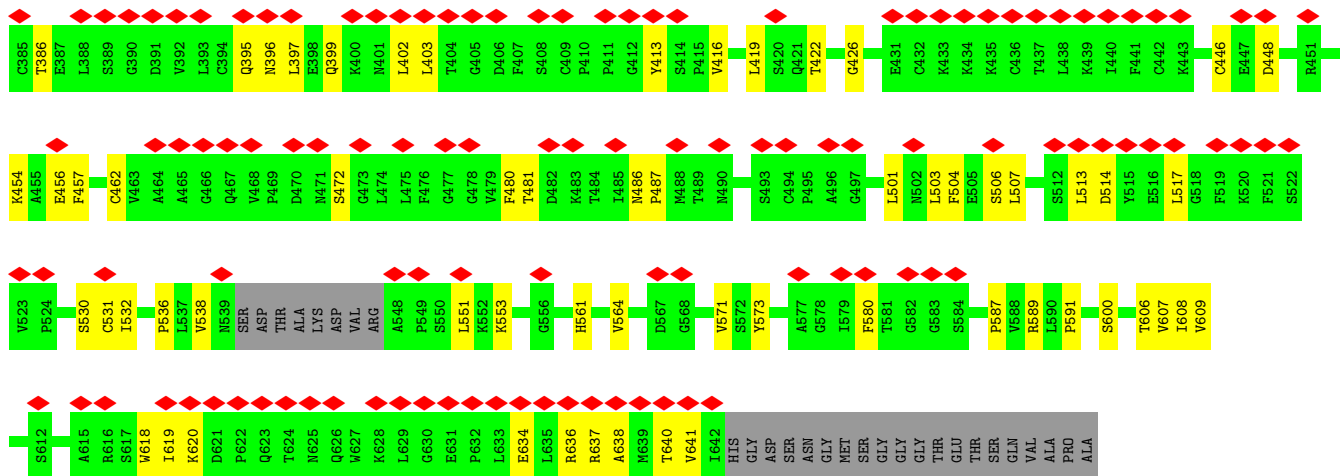 C385 T386 E387 L388 S389 G390 D391 V392 L393 C394 Q395 N396 L397 E398 Q399 K400 N401 L402 L403 T404 G405 D406 F407 S408 C409 P410 P411 G412 Y413 S414 P415 V416 L419 S420 Q421 T422 G426 E431 C432 K433 K434 K435 C436 T437 L438 K439 I440 F441 C442 K443 C446 E447 D448 R451
K454 A455 E456 F457 C462 V463 A464 A465 G466 Q467 V468 P469 D470 N471 S472 G473 L474 L475 F476 G477 G478 V479 F480 T481 D482 K483 T484 I485 N486 P487 M488 T489 N490 S493 C494 P495 A496 G497 L501 N502 L503 F504 E505 S506 L507 S512 L513 D514 Y515 E516 L517 G518 F519 K520 F521 S522
V523 P524 S530 C531 I532 P536 L537 V538 N539 SER ASP THR ALA LYS ASP VAL ARG A548 P549 S550 L551 K552 K553 G556 H561 V564 D567 G568 V571 S572 Y573 A577 G578 I579 F580 T581 G582 G583 S584 P587 V588 R589 L590 P591 S600 T606 V607 I608 V609
S612 A615 R616 S617 W618 I619 K620 D621 P622 Q623 T624 N625 Q626 W627 K628 L629 G630 E631 P632 L633 E634 L635 R636 R637 A638 M639 T640 V641 I642 HIS GLY ASP SER ASN GLY MET SER GLY GLY GLY THR GLU THR SER GLN VAL ALA PRO ALA